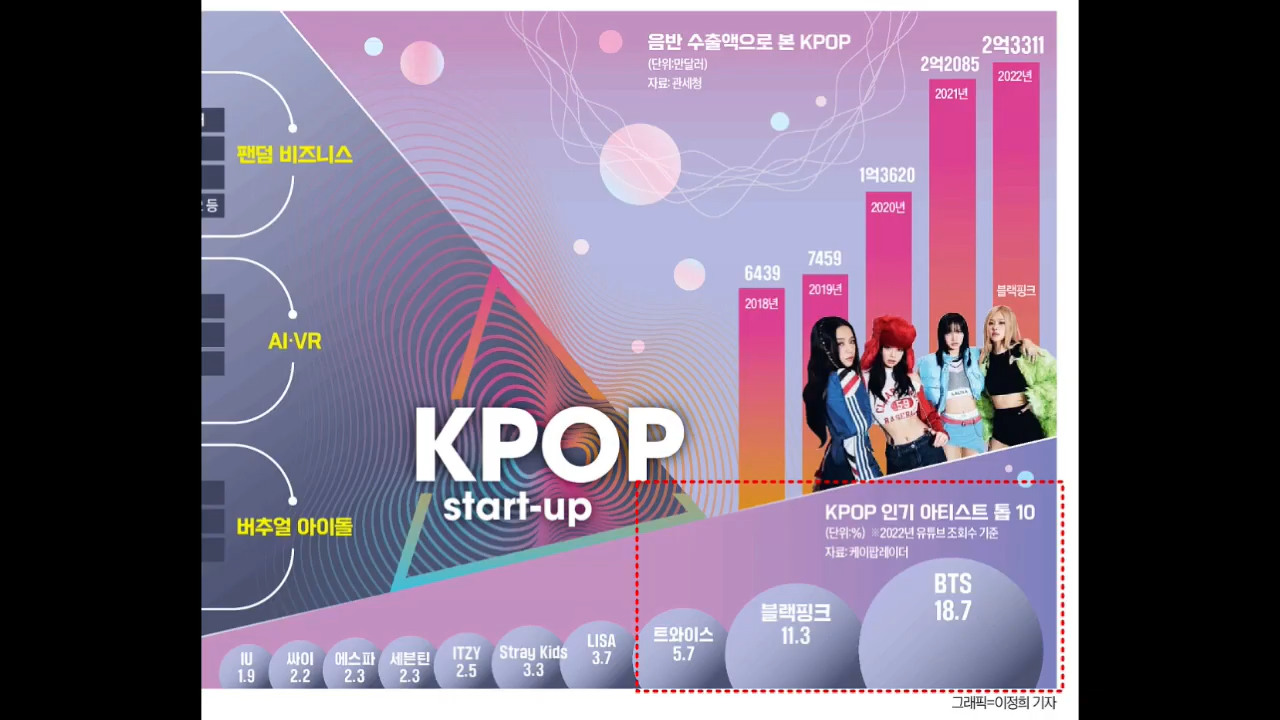 음반 수출액으로 본 KPOP
(단위:만달러)
자료: 관세청
6439
2018년
7459
2019년
1억3620
2020년
2억2085
2021년
2억3311
2022년
블랙핑크
팬덤 비즈니스
등
AI·VR
버추얼 아이돌
KPOP
start-up
59
KPOP 인기 아티스트 톱 10
(단위:%) ※2022년 유튜브 조회수 기준
자료: 케이팝레이더
IU
1.9
싸이
2.2
에스파
2.3
세븐틴
2.3
ITZY
2.5
Stray Kids
3.3
LISA
3.7
트와이스
5.7
블랙핑크
11.3
BTS
18.7
그래픽=이정희 기자